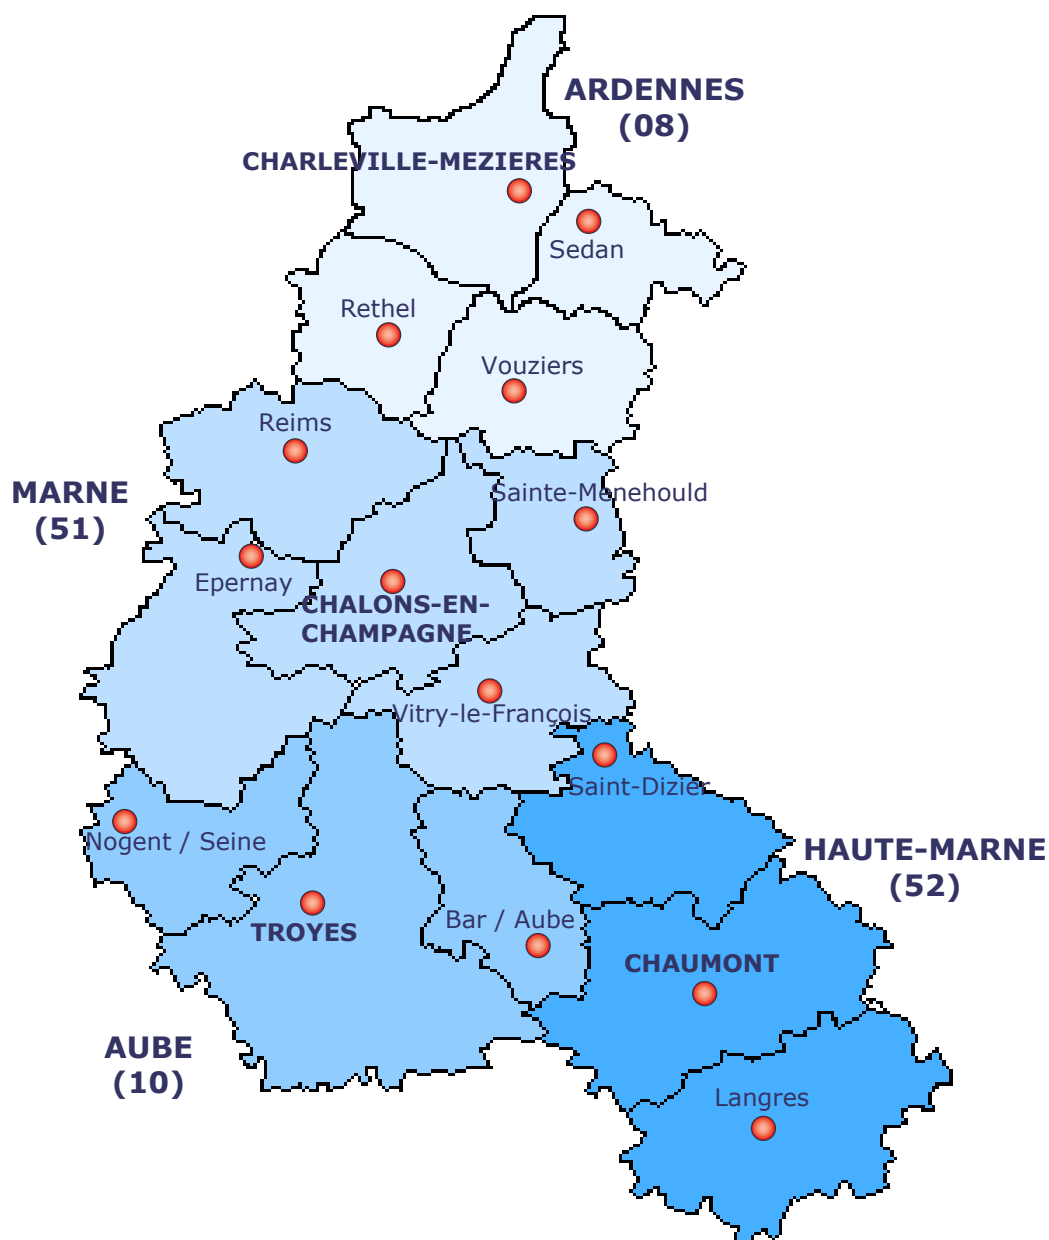 ARDENNES
(08)
CHARLEVILLE-MEZIERES
Sedan
Rethel
Vouziers
Reims
MARNE
(51)
Sainte-Menehould
Epernay
CHALONS-EN-
CHAMPAGNE
Vitry-le-François
Saint-Dizier
Nogent / Seine
HAUTE-MARNE
(52)
TROYES
Bar / Aube
CHAUMONT
AUBE
(10)
Langres